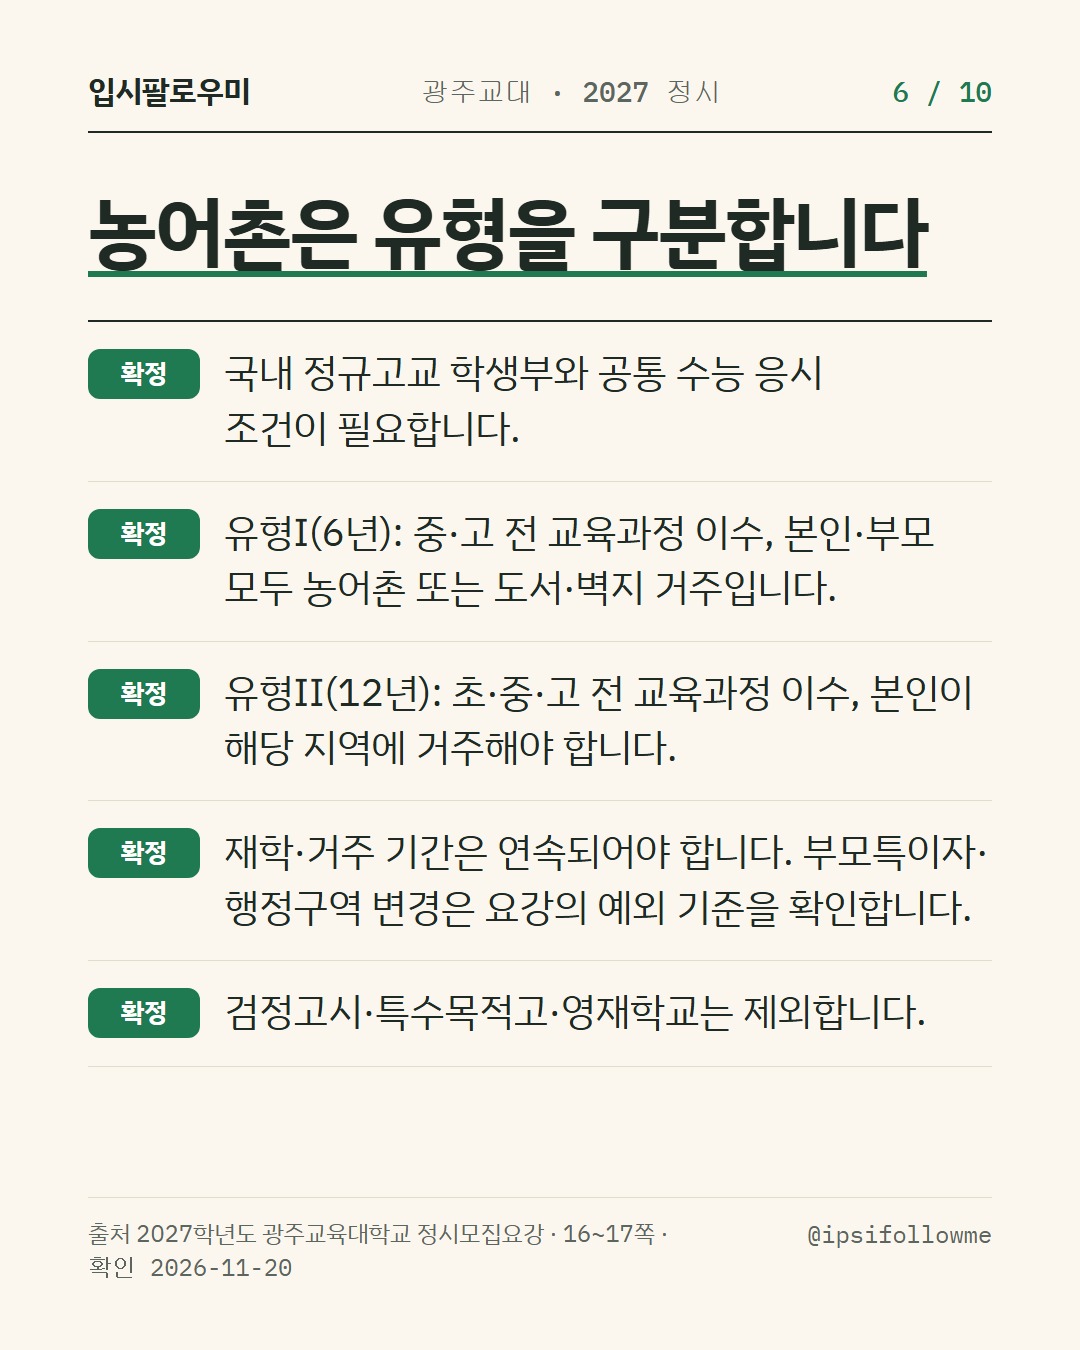 입시팔로우미
광주교대 · 2027 정시
6 / 10
농어촌은 유형을 구분합니다
확정
국내 정규고교 학생부와 공통 수능 응시
조건이 필요합니다.
확정
유형I(6년): 중·고 전 교육과정 이수, 본인·부모
모두 농어촌 또는 도서·벽지 거주입니다.
확정
유형II(12년): 초·중·고 전 교육과정 이수, 본인이
해당 지역에 거주해야 합니다.
확정
재학·거주 기간은 연속되어야 합니다. 부모특이자·
행정구역 변경은 요강의 예외 기준을 확인합니다.
확정
검정고시·특수목적고·영재학교는 제외합니다.
출처 2027학년도 광주교육대학교 정시모집요강 · 16~17쪽 ·
확인 2026-11-20
@ipsifollowme